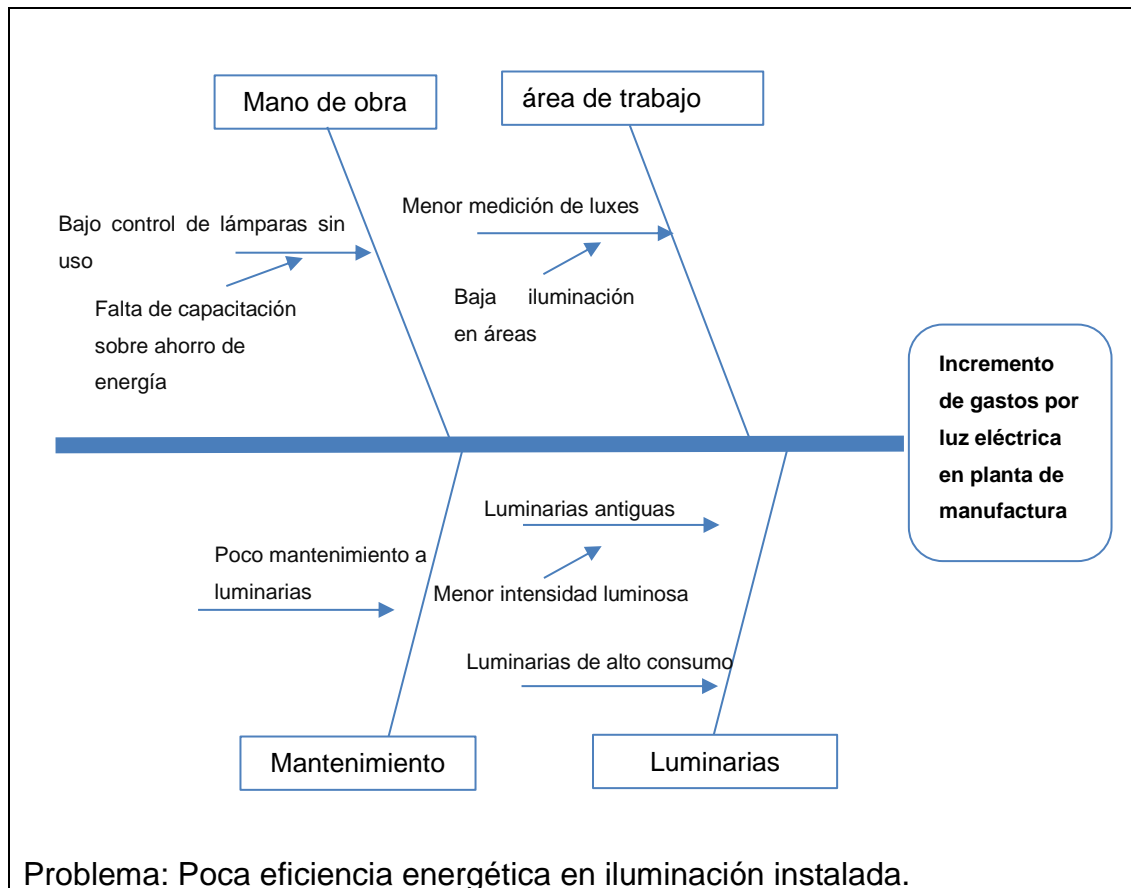 Mano de obra
área de trabajo
Bajo control de lámparas sin
uso
Falta de capacitación
sobre ahorro de
energía
Menor medición de luxes
Baja iluminación
en áreas
Incremento
de gastos por
luz eléctrica
en planta de
manufactura
Poco mantenimiento a
luminarias
Luminarias antiguas
Menor intensidad luminosa
Luminarias de alto consumo
Mantenimiento
Luminarias
Problema: Poca eficiencia energética en iluminación instalada.